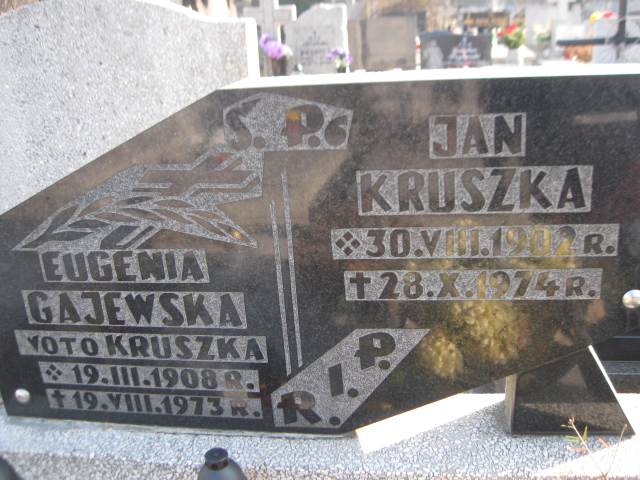 Ś. P.
JAN
KRUSZKA
30.VIII.1902 R.
† 28.X.1974 R.
EUGENIA
GAJEWSKA
VOTO KRUSZKA
19.III.1908 R.
† 19.VIII.1973 R.
R.I.P.